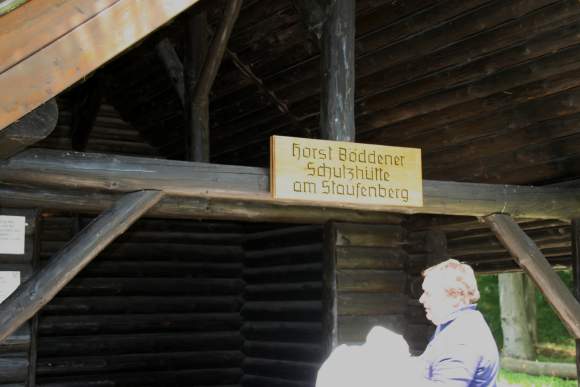 Horst Böddener
Schutzhütte
am Staufenberg